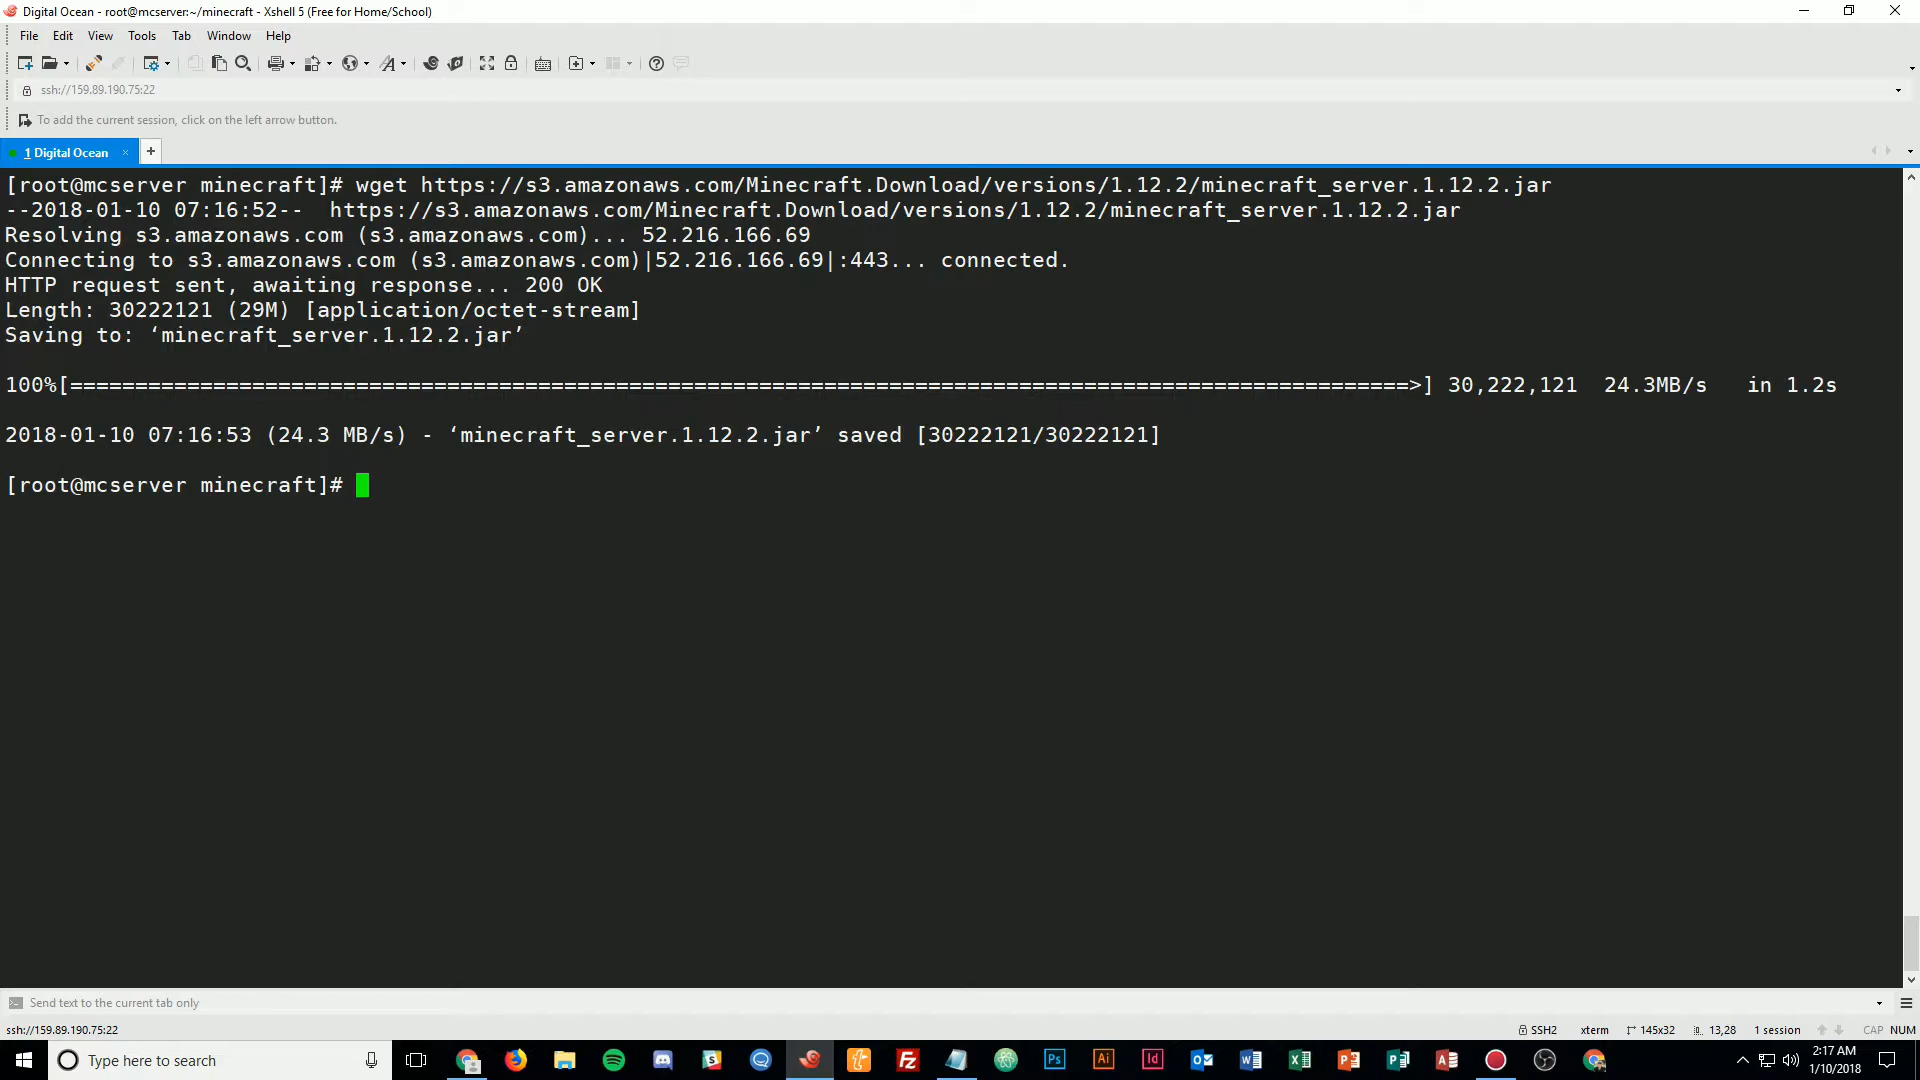 Digital Ocean - root@mcserver:~/minecraft - Xshell 5 (Free for Home/School)
File Edit View Tools Tab Window Help
ssh://159.89.190.75:22
To add the current session, click on the left arrow button.
1 Digital Ocean × +
[root@mcserver minecraft]# wget https://s3.amazonaws.com/Minecraft.Download/versions/1.12.2/minecraft_server.1.12.2.jar
--2018-01-10 07:16:52-- https://s3.amazonaws.com/Minecraft.Download/versions/1.12.2/minecraft_server.1.12.2.jar
Resolving s3.amazonaws.com (s3.amazonaws.com)... 52.216.166.69
Connecting to s3.amazonaws.com (s3.amazonaws.com)|52.216.166.69|:443... connected.
HTTP request sent, awaiting response... 200 OK
Length: 30222121 (29M) [application/octet-stream]
Saving to: ‘minecraft_server.1.12.2.jar’
100%[=======================================================================================================>] 30,222,121 24.3MB/s in 1.2s
2018-01-10 07:16:53 (24.3 MB/s) - ‘minecraft_server.1.12.2.jar’ saved [30222121/30222121]
[root@mcserver minecraft]#
Send text to the current tab only
ssh://159.89.190.75:22 SSH2 xterm 145x32 13,28 1 session CAP NUM
Type here to search Fz Ps Ai Id 2:17 AM
1/10/2018